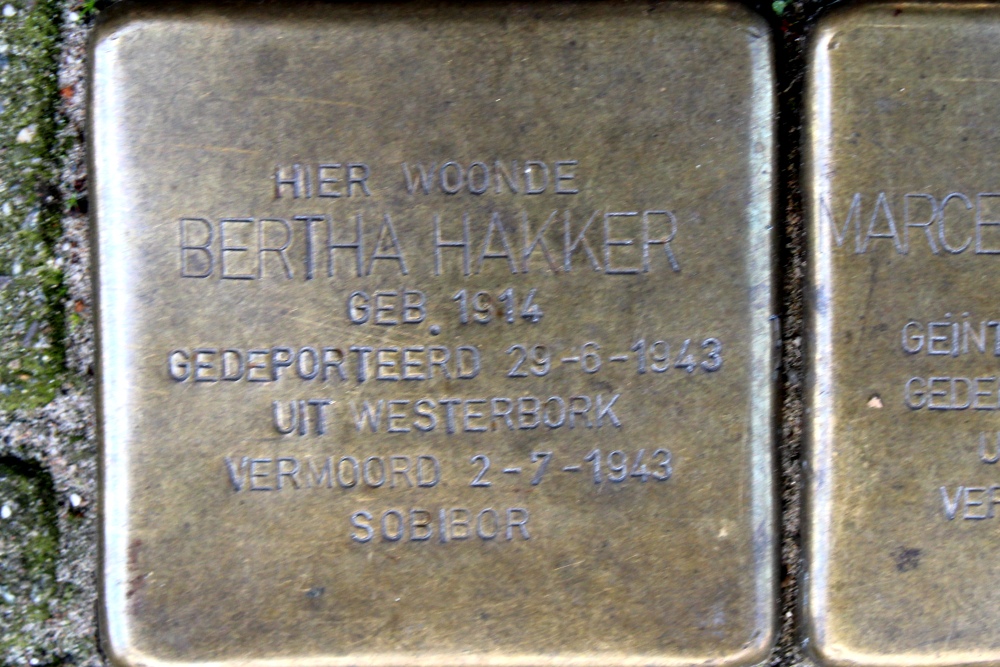 HIER WOONDE
BERTHA HAKKER
GEB. 1914
GEDEPORTEERD 29-6-1943
UIT WESTERBORK
VERMOORD 2-7-1943
SOBIBOR